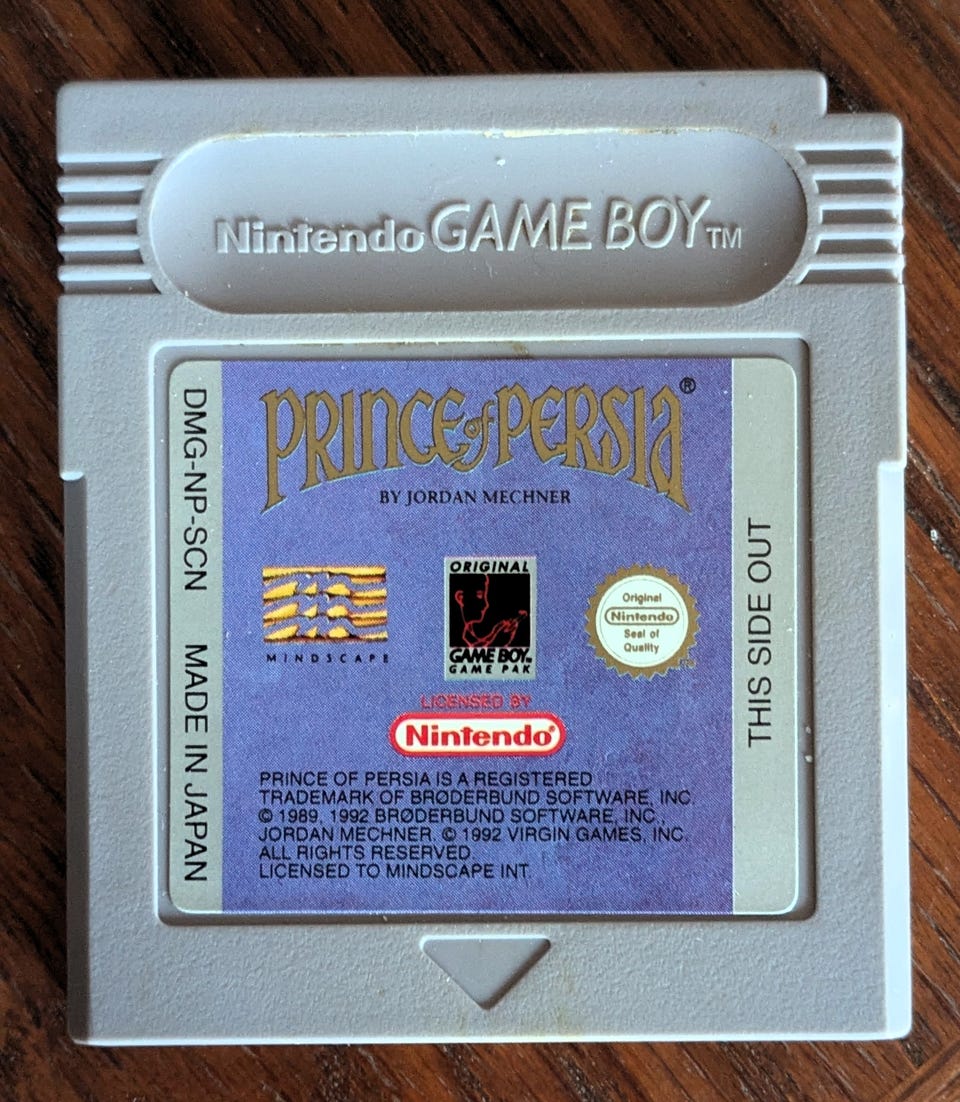 Nintendo GAME BOY™
DMG-NP-SCN MADE IN JAPAN
PRINCE of PERSIA®
BY JORDAN MECHNER
MINDSCAPE
ORIGINAL
GAME BOY™
GAME PAK
Original
Nintendo
Seal of
Quality
LICENSED BY
Nintendo®
PRINCE OF PERSIA IS A REGISTERED
TRADEMARK OF BRØDERBUND SOFTWARE, INC.
© 1989, 1992 BRØDERBUND SOFTWARE, INC.,
JORDAN MECHNER. © 1992 VIRGIN GAMES, INC.
ALL RIGHTS RESERVED.
LICENSED TO MINDSCAPE INT.
THIS SIDE OUT